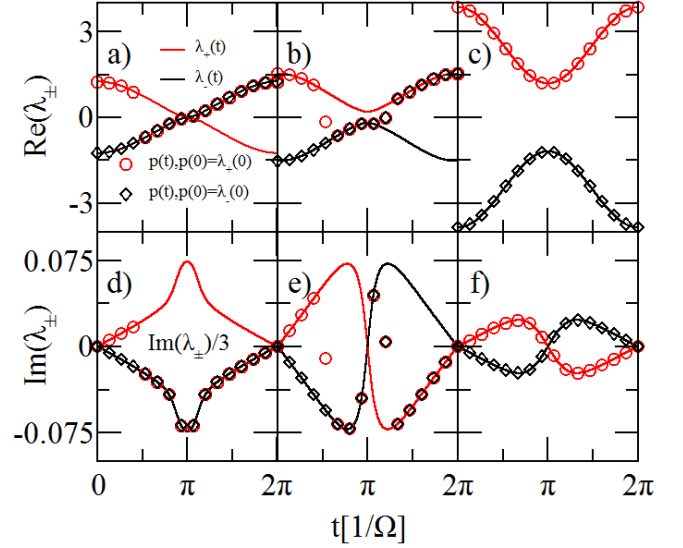 a)
b)
c)
λ₊(t)
λ₋(t)
p(t),p(0)=λ₊(0)
p(t),p(0)=λ₋(0)
Re(λ±)
3
0
-3
d)
e)
f)
Im(λ±)/3
Im(λ±)
0.075
0
-0.075
0
π
2π
π
2π
π
2π
t[1/Ω]